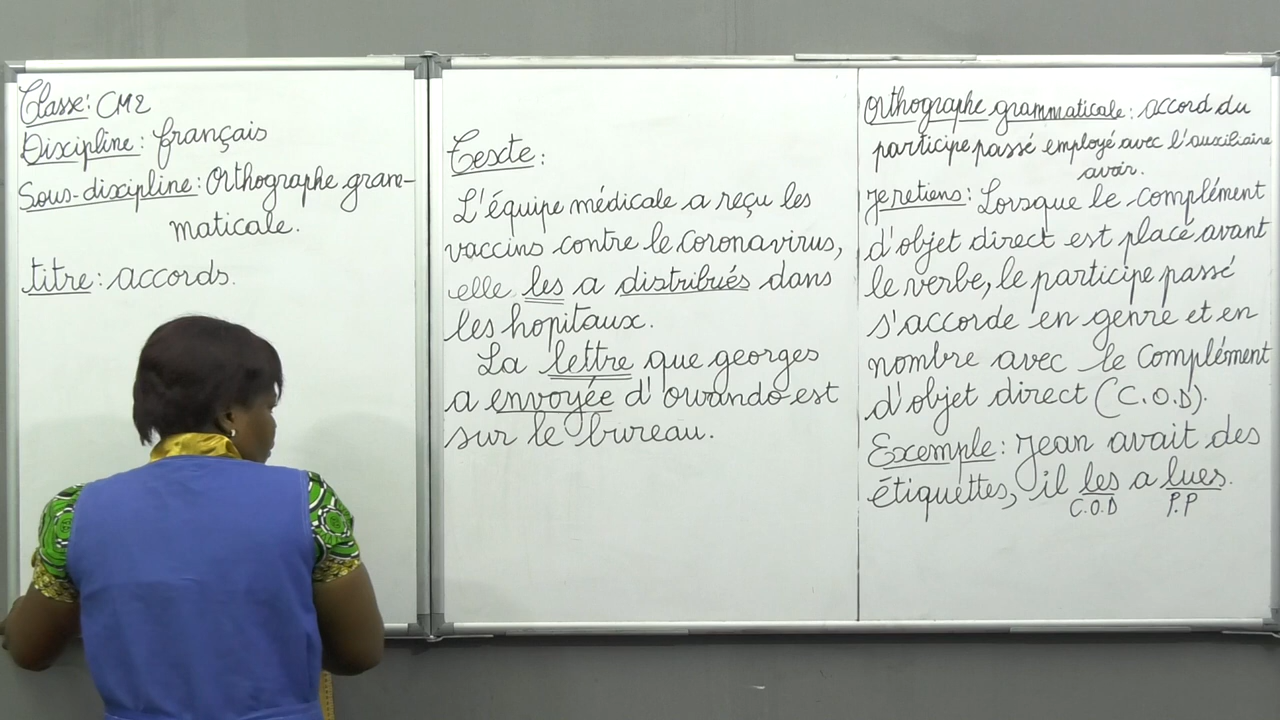 Classe: CM2
Discipline: français
Sous-discipline: Orthographe gram-
maticale.
titre: accords.
Texte:
L'équipe médicale a reçu les
vaccins contre le coronavirus,
elle les a distribués dans
les hopitaux.
La lettre que georges
a envoyée d'orvando est
sur le bureau.
Orthographe grammaticale: accord du
participe passé employé avec l'auxiliaire
avoir.
Je retiens: Lorsque le complément
d'objet direct est placé avant
le verbe, le participe passé
s'accorde en genre et en
nombre avec le complément
d'objet direct (C.O.D).
Exemple: Jean avait des
étiquettes, il les a lues.
C.O.D P.P